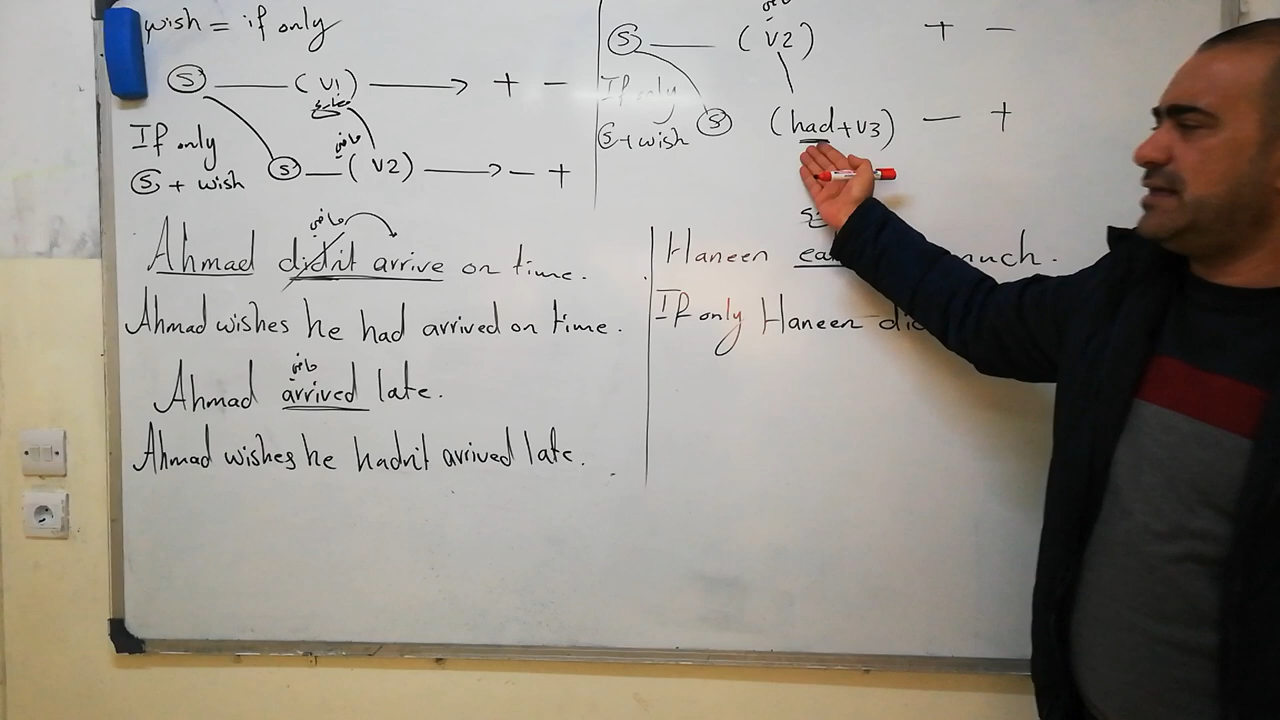 wish = if only
S ( V1 ) + -
مضارع
If only
ماضي
S + wish
S ( V2 ) - +
ماضي
S ( V2 ) + -
If only
S + wish
S (had+V3) - +
ماضي
Ahmad didn't arrive on time.
Ahmad wishes he had arrived on time.
ماضي
Ahmad arrived late.
Ahmad wishes he hadn't arrived late.
Haneen much.
If only Haneen